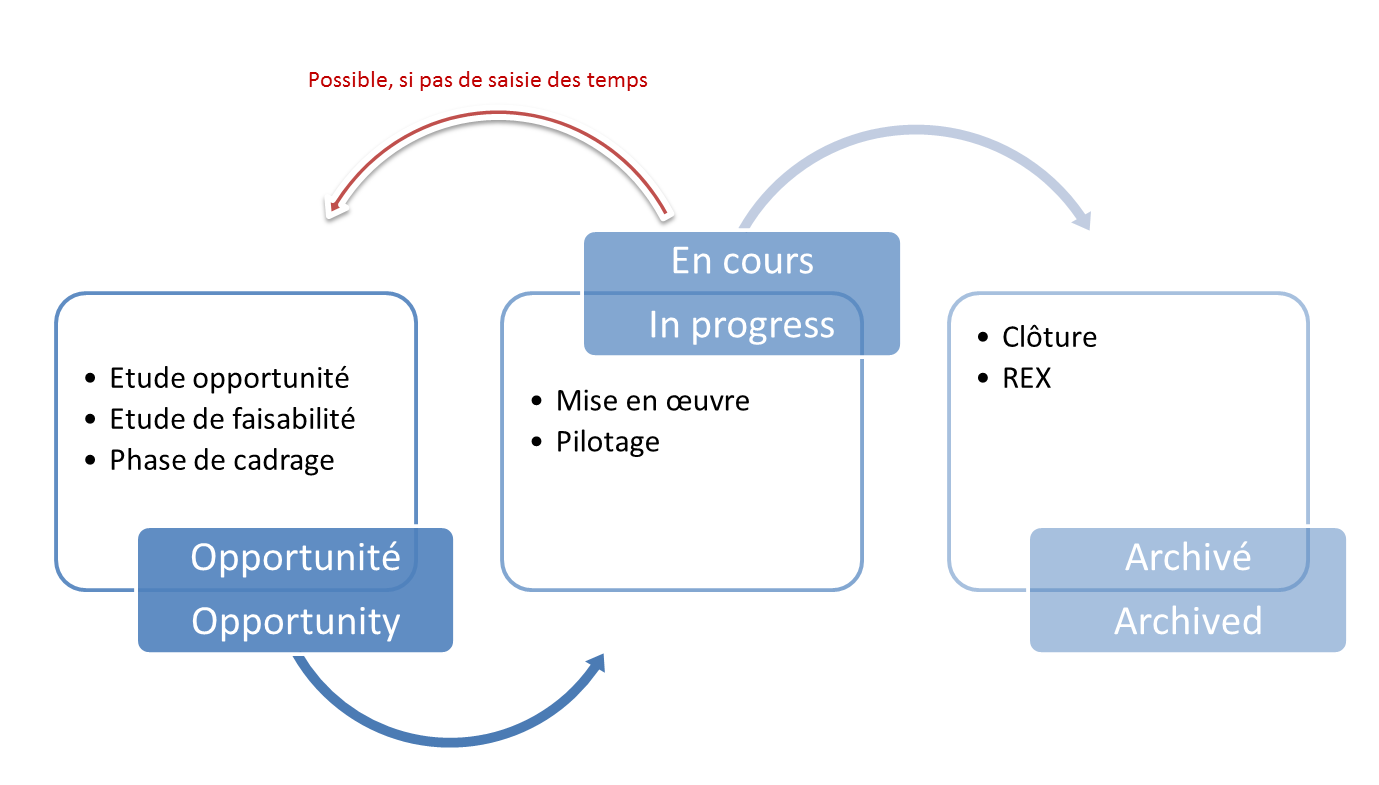 Possible, si pas de saisie des temps
• Etude opportunité
• Etude de faisabilité
• Phase de cadrage
Opportunité
Opportunity
En cours
In progress
• Mise en œuvre
• Pilotage
• Clôture
• REX
Archivé
Archived